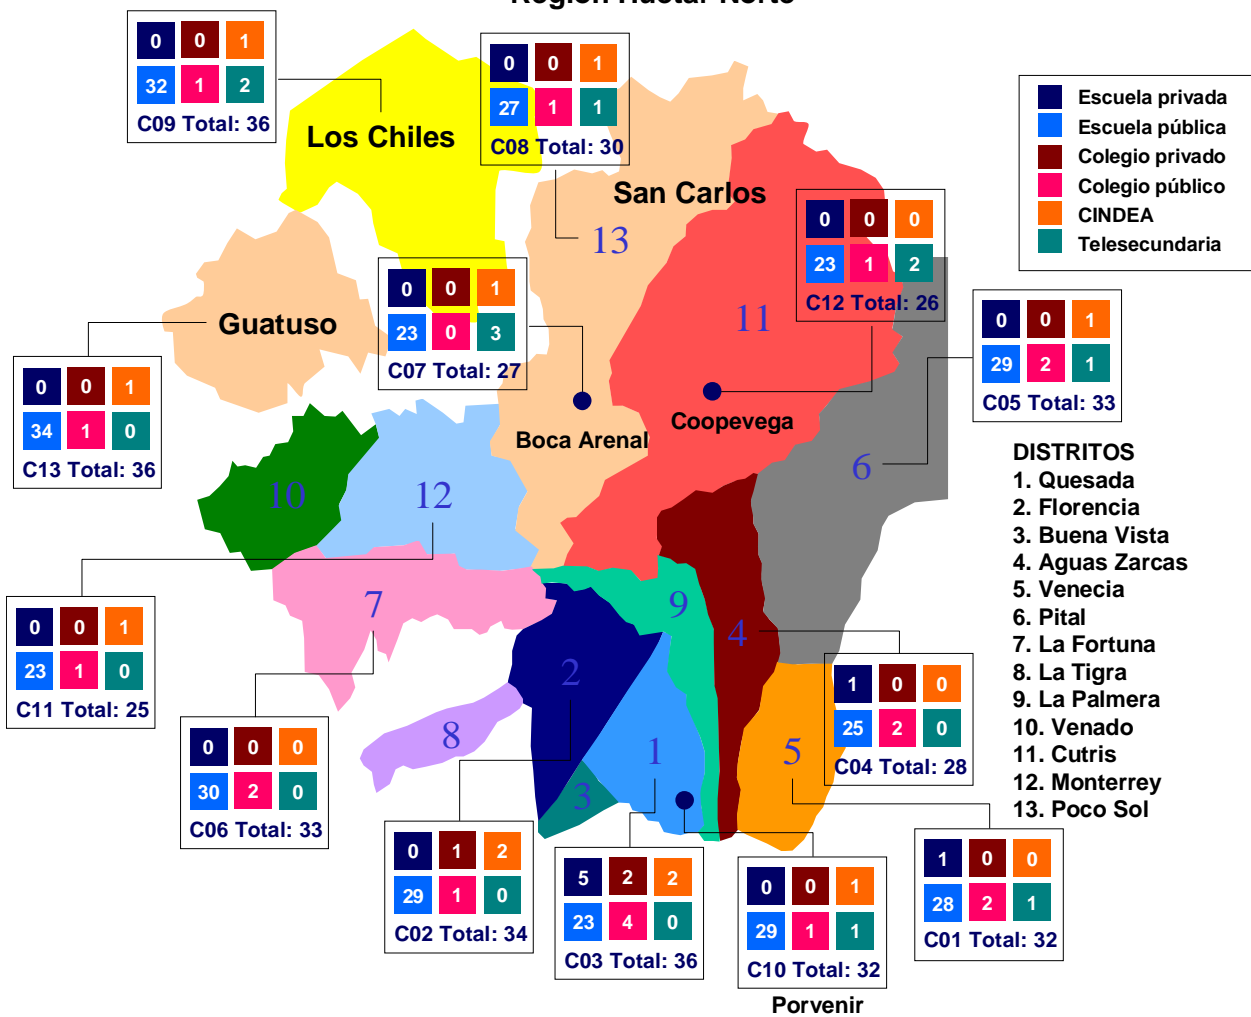 Región Huetar Norte
0 0 1
32 1 2
C09 Total: 36
Los Chiles
0 0 1
27 1 1
C08 Total: 30
Escuela privada
Escuela pública
Colegio privado
Colegio público
CINDEA
Telesecundaria
San Carlos
13
0 0 0
23 1 2
C12 Total: 26
Guatuso
0 0 1
23 0 3
C07 Total: 27
11
0 0 1
29 2 1
C05 Total: 33
0 0 1
34 1 0
C13 Total: 36
Boca Arenal
Coopevega
6
10
12
DISTRITOS
1. Quesada
2. Florencia
3. Buena Vista
4. Aguas Zarcas
5. Venecia
6. Pital
7. La Fortuna
8. La Tigra
9. La Palmera
10. Venado
11. Cutris
12. Monterrey
13. Poco Sol
0 0 1
23 1 0
C11 Total: 25
7
9
4
2
8
1
3
5
1 0 0
25 2 0
C04 Total: 28
0 0 0
30 2 0
C06 Total: 33
0 1 2
29 1 0
C02 Total: 34
5 2 2
23 4 0
C03 Total: 36
0 0 1
29 1 1
C10 Total: 32
Porvenir
1 0 0
28 2 1
C01 Total: 32